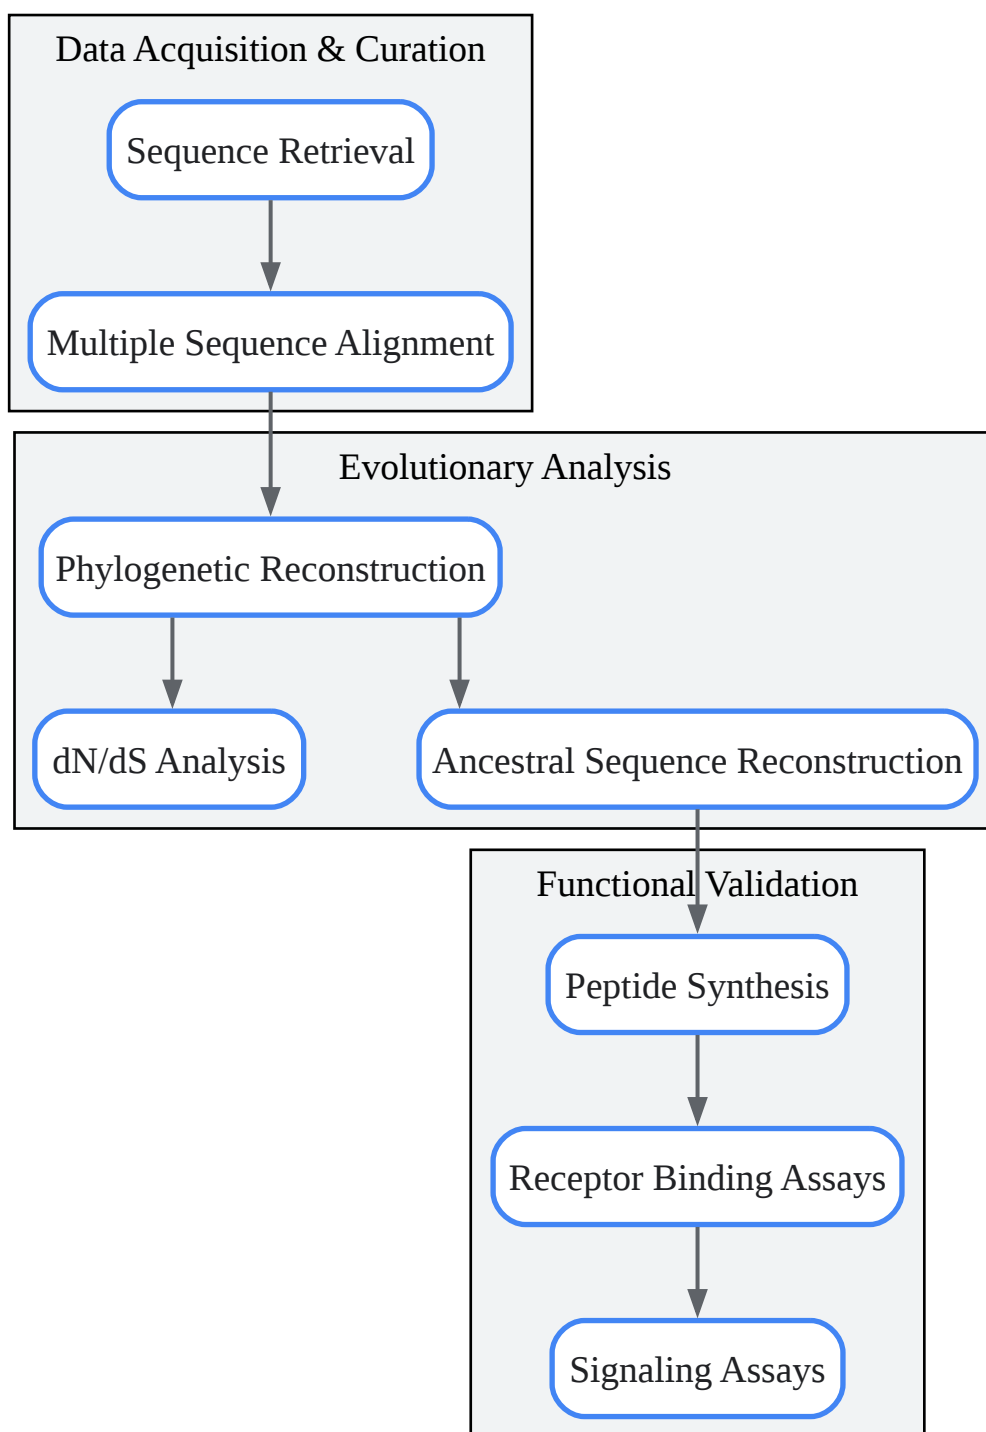 Data Acquisition & Curation
Sequence Retrieval
Multiple Sequence Alignment
Evolutionary Analysis
Phylogenetic Reconstruction
dN/dS Analysis
Ancestral Sequence Reconstruction
Functional Validation
Peptide Synthesis
Receptor Binding Assays
Signaling Assays